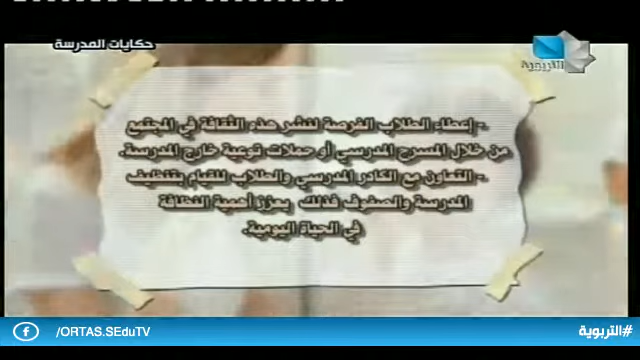 حكايات المدرسة
التربوية
- إعطاء الطلاب الفرصة لنشر هذه الثقافة في المجتمع
من خلال المسرح المدرسي أو حملات توعية خارج المدرسة.
- التعاون مع الكادر المدرسي والطلاب للقيام بتنظيف
المدرسة والصفوف فذلك يعزز أهمية النظافة
في الحياة اليومية.
/ORTAS.SEduTV
#التربوية